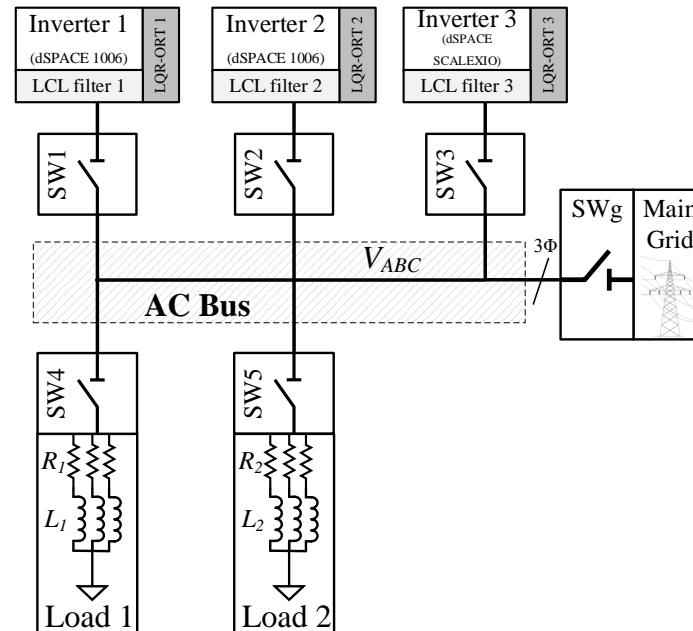 Inverter 1
(dSPACE 1006)
LCL filter 1
LQR-ORT 1
Inverter 2
(dSPACE 1006)
LCL filter 2
LQR-ORT 2
Inverter 3
(dSPACE
SCALEXIO)
LCL filter 3
LQR-ORT 3
SW1
SW2
SW3
SWg
Main
Grid
3Φ
V_ABC
AC Bus
SW4
SW5
R1
L1
Load 1
R2
L2
Load 2